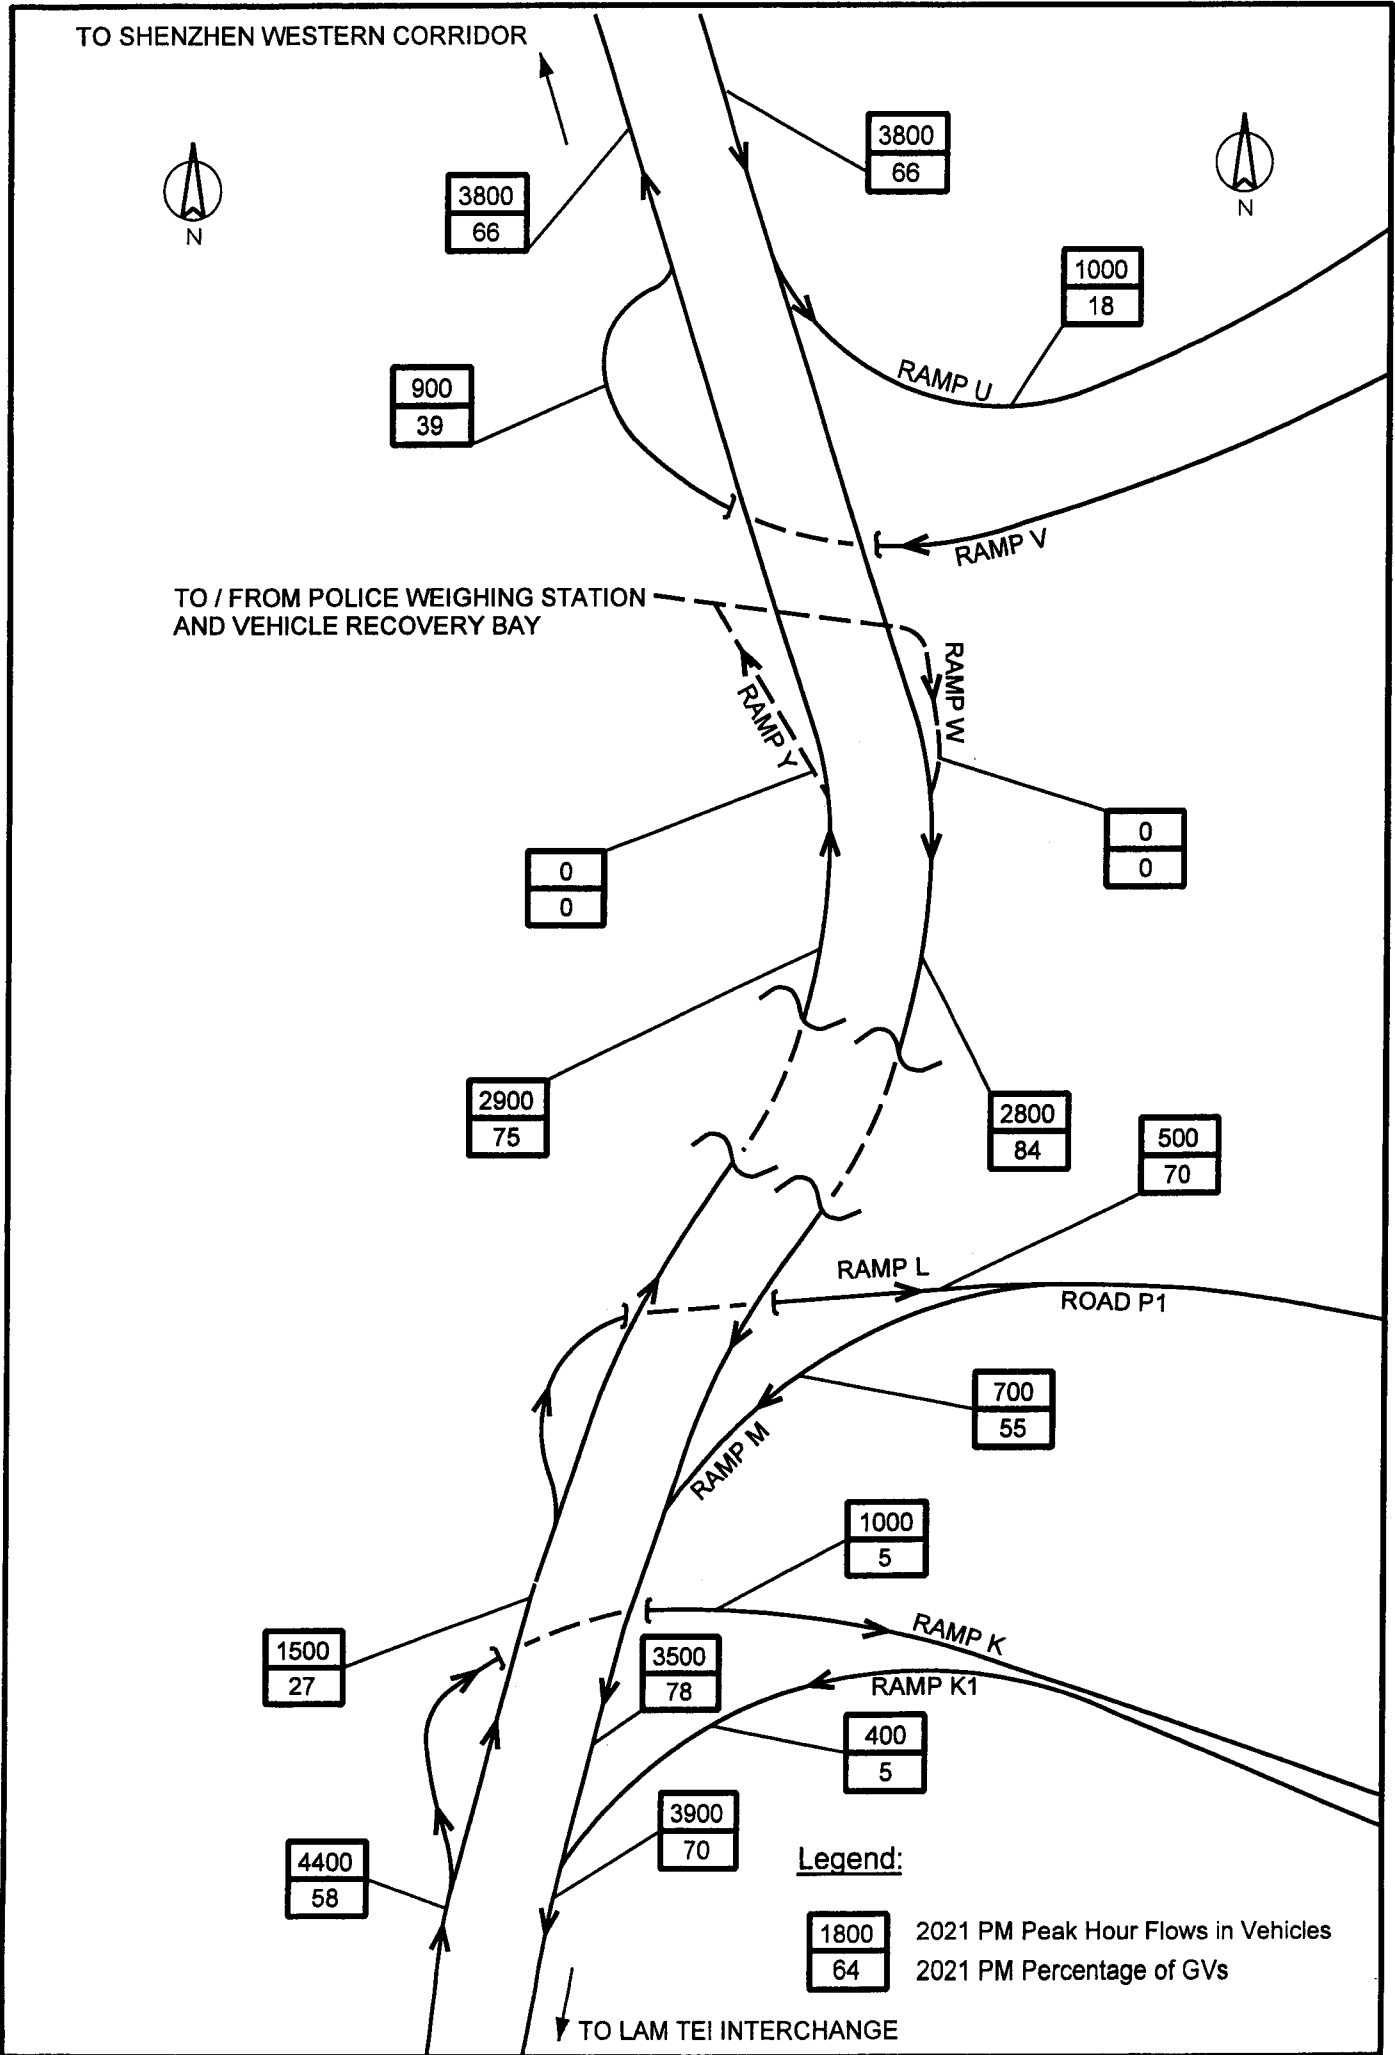 TO SHENZHEN WESTERN CORRIDOR
3800
66
N
3800
66
N
1000
18
RAMP U
900
39
RAMP V
TO / FROM POLICE WEIGHING STATION
AND VEHICLE RECOVERY BAY
RAMP W
RAMP Y
0
0
0
0
2900
75
2800
84
500
70
RAMP L
ROAD P1
700
55
RAMP M
1000
5
RAMP K
1500
27
3500
78
RAMP K1
400
5
3900
70
4400
58
Legend:
1800 2021 PM Peak Hour Flows in Vehicles
64 2021 PM Percentage of GVs
TO LAM TEI INTERCHANGE